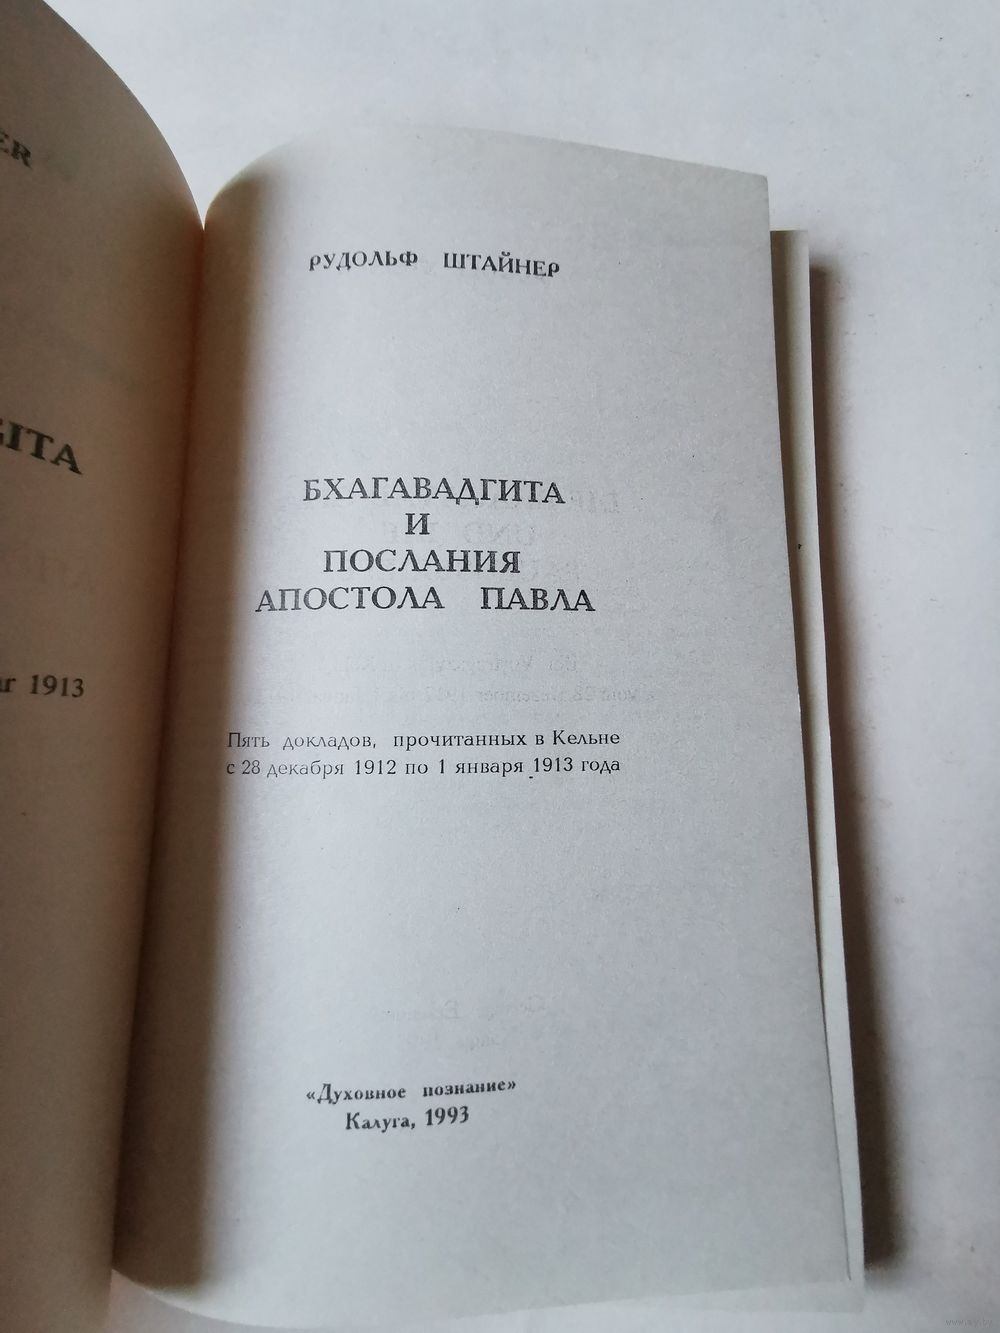 1913
РУДОЛЬФ ШТАЙНЕР
БХАГАВАДГИТА
И
ПОСЛАНИЯ
АПОСТОЛА ПАВЛА
Пять докладов, прочитанных в Кельне
с 28 декабря 1912 по 1 января 1913 года
«Духовное познание»
Калуга, 1993